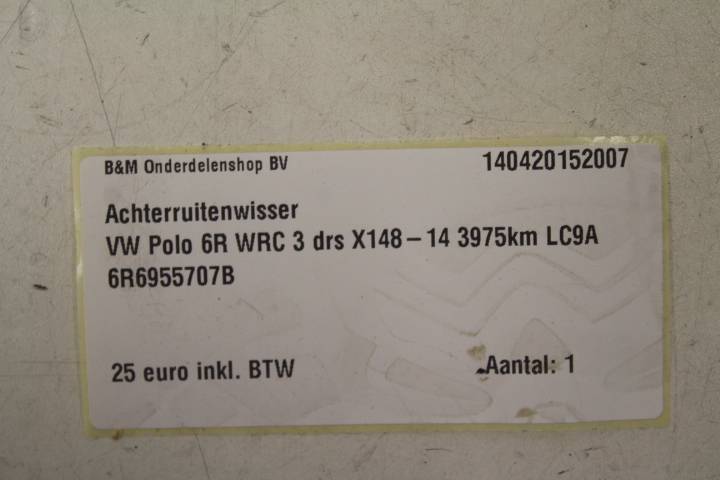 B&M Onderdelenshop BV 140420152007
Achterruitenwisser
VW Polo 6R WRC 3 drs X148-14 3975km LC9A
6R6955707B
25 euro inkl. BTW Aantal: 1